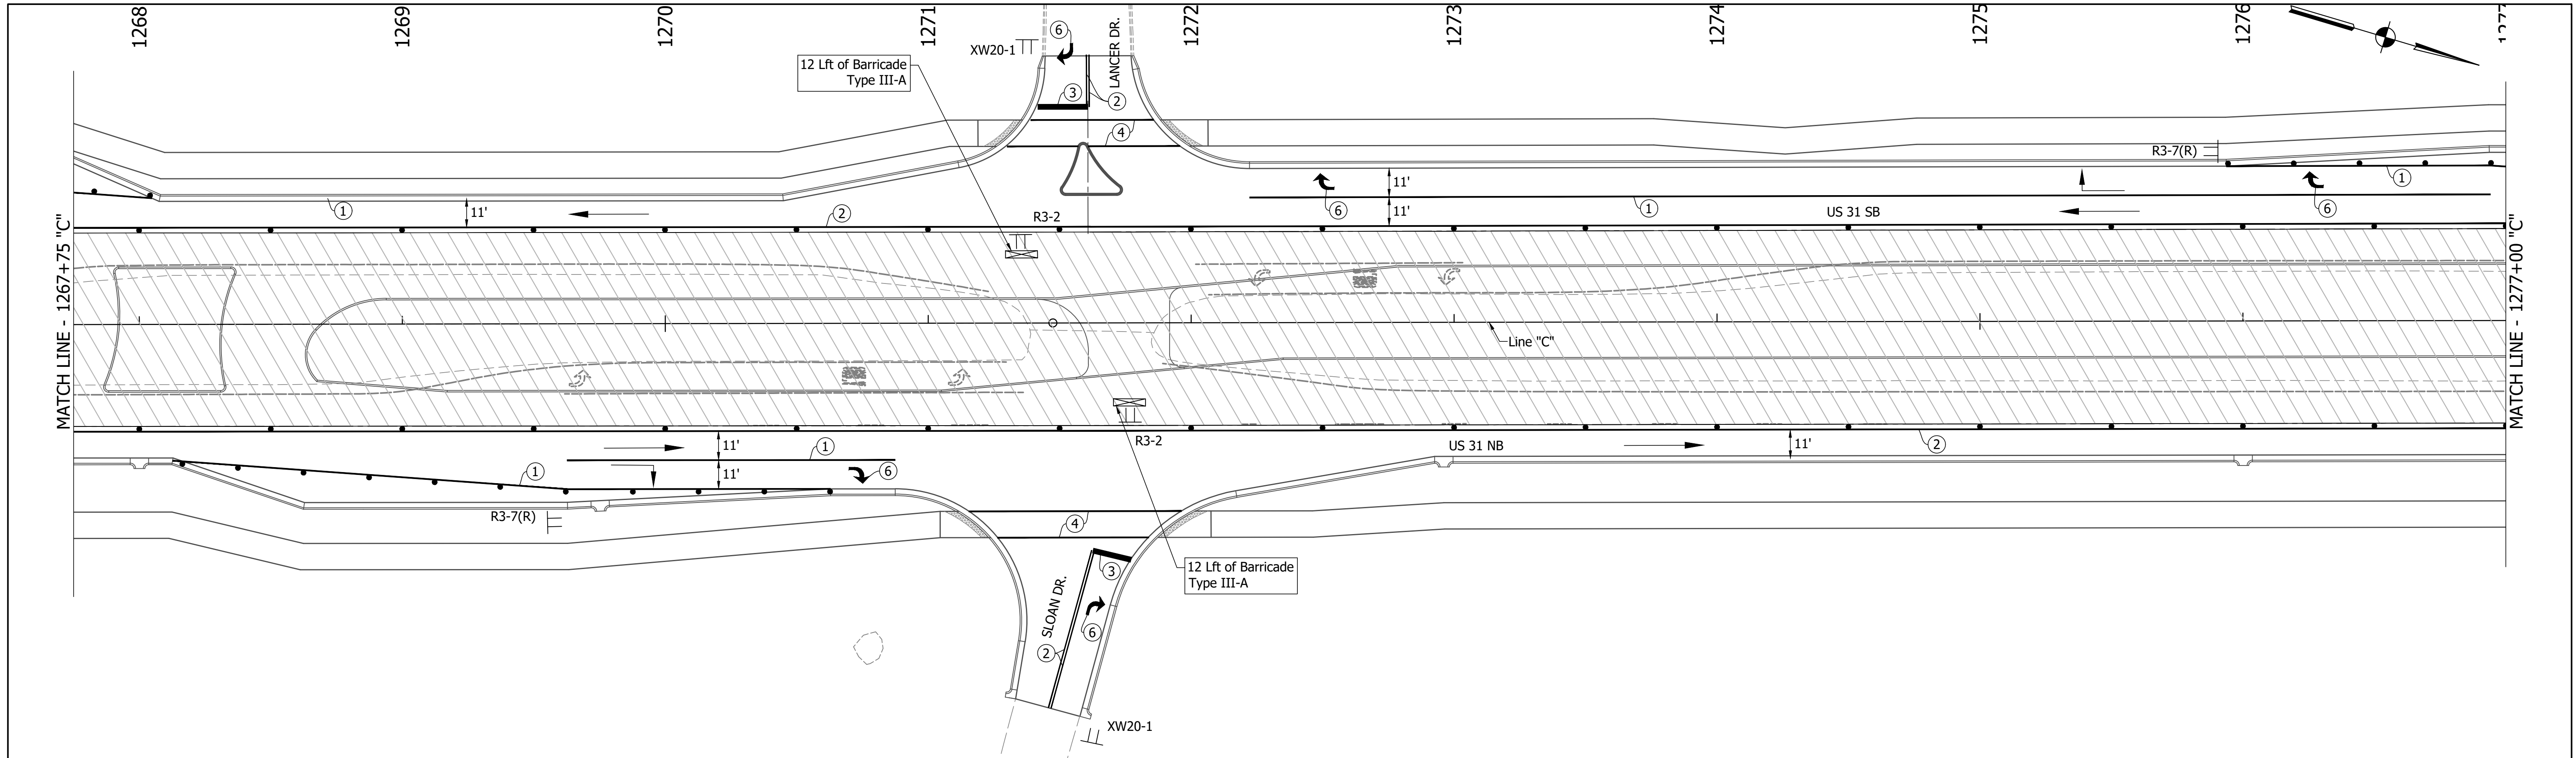 1268
1269
1270
1271
1272
1273
1274
1275
1276
1277
XW20-1
6
LANCER DR.
12 Lft of Barricade
Type III-A
3
2
4
R3-7(R)
1
1
11'
2
R3-2
11'
11'
6
1
US 31 SB
6
MATCH LINE - 1267+75 "C"
MATCH LINE - 1277+00 "C"
Line "C"
11'
1
11'
1
6
R3-2
US 31 NB
11'
2
R3-7(R)
4
12 Lft of Barricade
Type III-A
3
SLOAN DR.
6
2
XW20-1